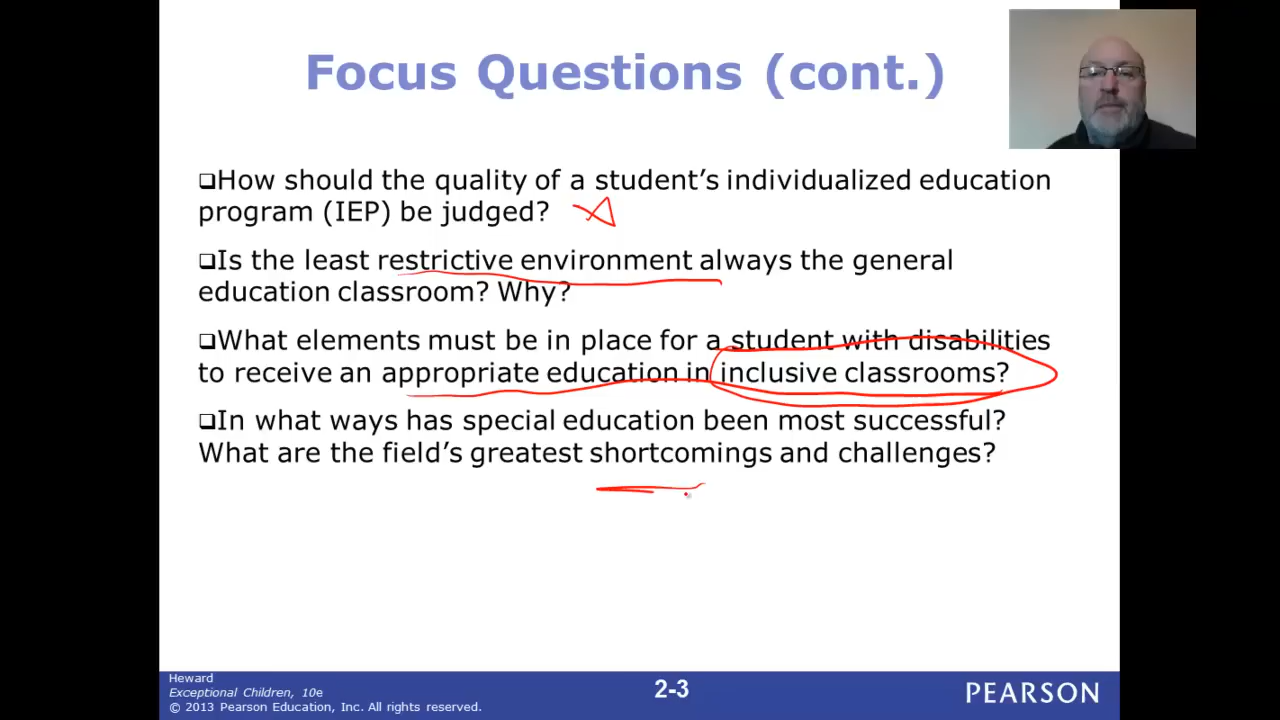 Focus Questions (cont.)
❑How should the quality of a student’s individualized education
program (IEP) be judged?
❑Is the least restrictive environment always the general
education classroom? Why?
❑What elements must be in place for a student with disabilities
to receive an appropriate education in inclusive classrooms?
❑In what ways has special education been most successful?
What are the field’s greatest shortcomings and challenges?
Heward
Exceptional Children, 10e
© 2013 Pearson Education, Inc. All rights reserved.
2-3
PEARSON